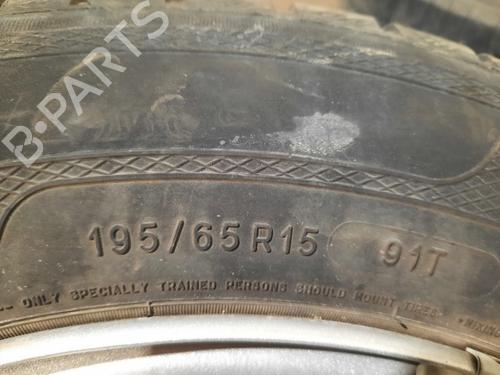 B-PARTS
195/65R15 91T
ONLY SPECIALLY TRAINED PERSONS SHOULD MOUNT TIRES